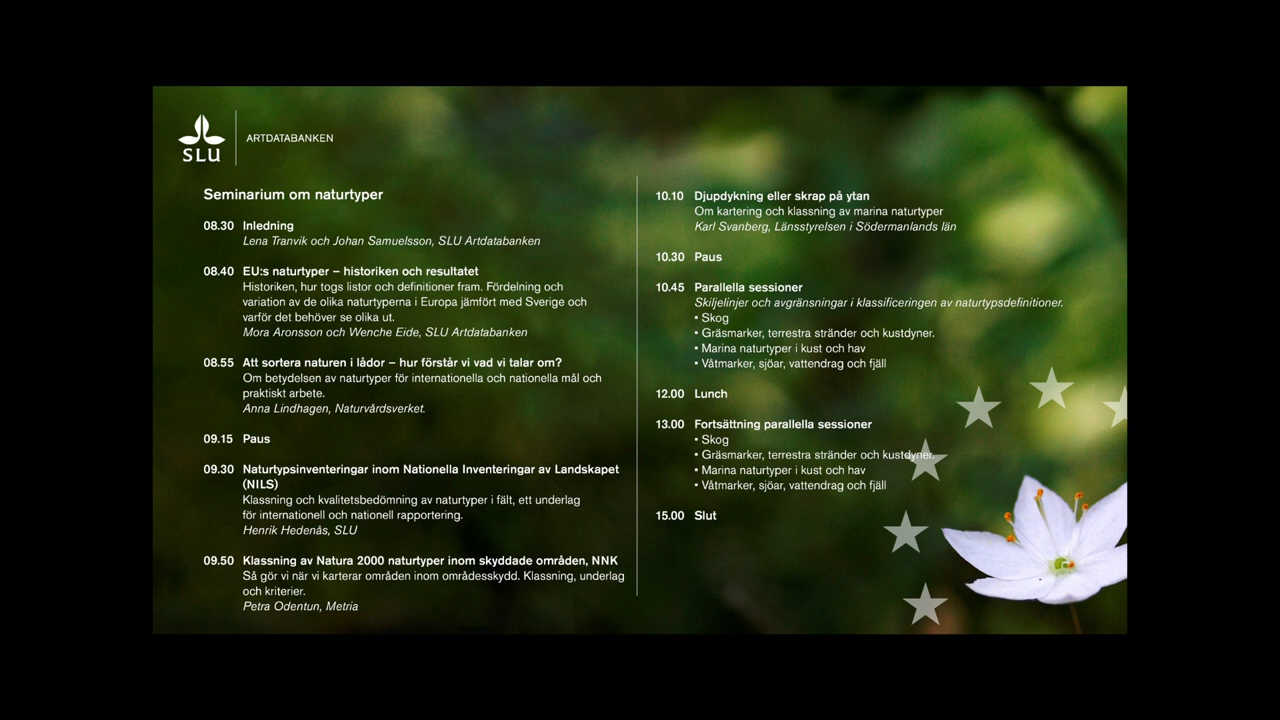 SLU
ARTDATABANKEN
Seminarium om naturtyper
08.30 Inledning
Lena Tranvik och Johan Samuelsson, SLU Artdatabanken
08.40 EU:s naturtyper – historiken och resultatet
Historiken, hur togs listor och definitioner fram. Fördelning och
variation av de olika naturtyperna i Europa jämfört med Sverige och
varför det behöver se olika ut.
Mora Aronsson och Wenche Eide, SLU Artdatabanken
08.55 Att sortera naturen i lådor – hur förstår vi vad vi talar om?
Om betydelsen av naturtyper för internationella och nationella mål och
praktiskt arbete.
Anna Lindhagen, Naturvårdsverket.
09.15 Paus
09.30 Naturtypsinventeringar inom Nationella Inventeringar av Landskapet
(NILS)
Klassning och kvalitetsbedömning av naturtyper i fält, ett underlag
för internationell och nationell rapportering.
Henrik Hedenås, SLU
09.50 Klassning av Natura 2000 naturtyper inom skyddade områden, NNK
Så gör vi när vi karterar områden inom områdesskydd. Klassning, underlag
och kriterier.
Petra Odentun, Metria
10.10 Djupdykning eller skrap på ytan
Om kartering och klassning av marina naturtyper
Karl Svanberg, Länsstyrelsen i Södermanlands län
10.30 Paus
10.45 Parallella sessioner
Skiljelinjer och avgränsningar i klassificeringen av naturtypsdefinitioner.
• Skog
• Gräsmarker, terrestra stränder och kustdyner.
• Marina naturtyper i kust och hav
• Våtmarker, sjöar, vattendrag och fjäll
12.00 Lunch
13.00 Fortsättning parallella sessioner
• Skog
• Gräsmarker, terrestra stränder och kustdyner.
• Marina naturtyper i kust och hav
• Våtmarker, sjöar, vattendrag och fjäll
15.00 Slut